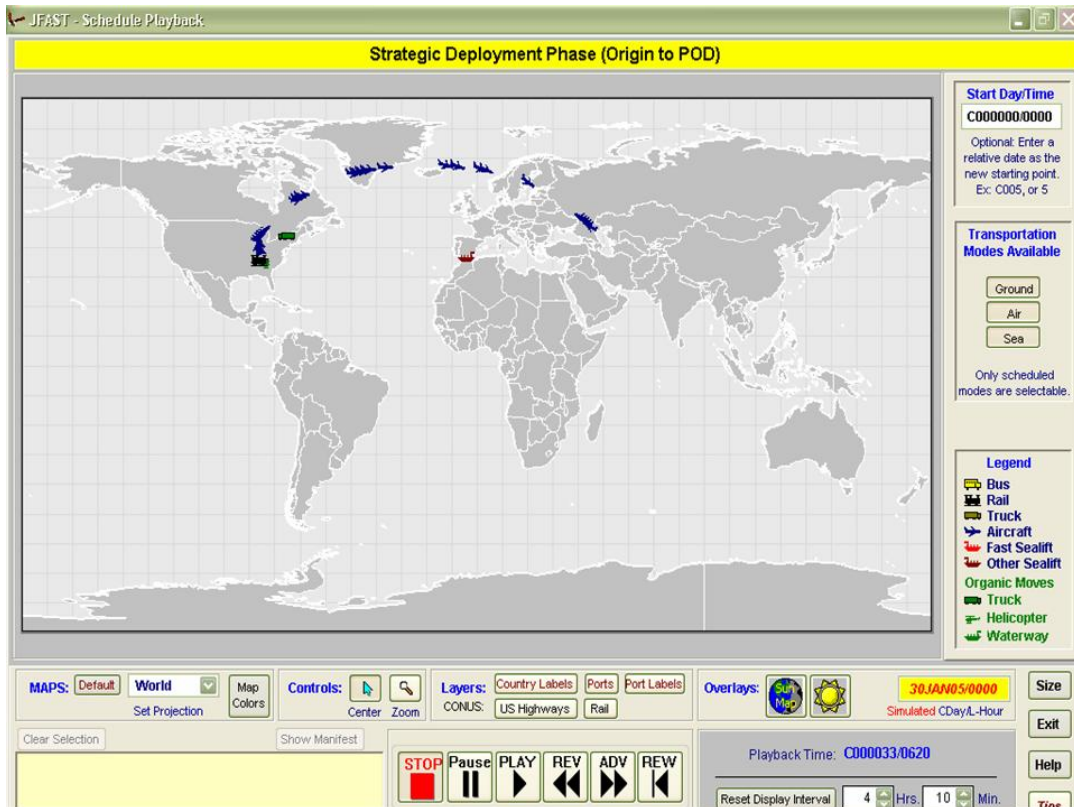 JFAST - Schedule Playback
Strategic Deployment Phase (Origin to POD)
Start Day/Time
C000000/0000
Optional: Enter a
relative date as the
new starting point.
Ex: C005, or 5
Transportation
Modes Available
Ground
Air
Sea
Only scheduled
modes are selectable.
Legend
Bus
Rail
Truck
Aircraft
Fast Sealift
Other Sealift
Organic Moves
Truck
Helicopter
Waterway
MAPS: Default World Map
Colors
Set Projection
Controls:
Center Zoom
Layers: Country Labels Ports Port Labels
CONUS: US Highways Rail
Overlays: Sun
Map
30JAN05/0000
Simulated CDay/L-Hour
Size
Exit
Help
Tips
Clear Selection Show Manifest
STOP Pause PLAY REV ADV REW
Playback Time: C000033/0620
Reset Display Interval 4 Hrs. 10 Min.